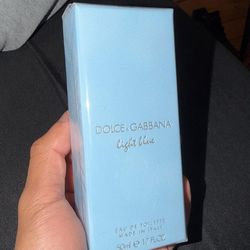 DOLCE & GABBANA
light blue
EAU DE TOILETTE
MADE IN ITALY
50ml ℮ 1.7 FL.OZ.